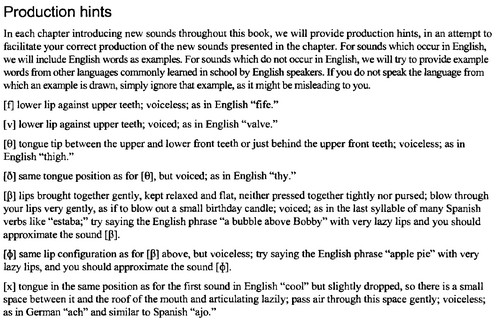 Production hints
In each chapter introducing new sounds throughout this book, we will provide production hints, in an attempt to
facilitate your correct production of the new sounds presented in the chapter. For sounds which occur in English,
we will include English words as examples. For sounds which do not occur in English, we will try to provide example
words from other languages commonly learned in school by English speakers. If you do not speak the language from
which an example is drawn, simply ignore that example, as it might be misleading to you.
[f] lower lip against upper teeth; voiceless; as in English “fife.”
[v] lower lip against upper teeth; voiced; as in English “valve.”
[θ] tongue tip between the upper and lower front teeth or just behind the upper front teeth; voiceless; as in
English “thigh.”
[ð] same tongue position as for [θ], but voiced; as in English “thy.”
[β] lips brought together gently, kept relaxed and flat, neither pressed together tightly nor pursed; blow through
your lips very gently, as if to blow out a small birthday candle; voiced; as in the last syllable of many Spanish
verbs like “estaba;” try saying the English phrase “a bubble above Bobby” with very lazy lips and you should
approximate the sound [β].
[ɸ] same lip configuration as for [β] above, but voiceless; try saying the English phrase “apple pie” with very
lazy lips, and you should approximate the sound [ɸ].
[x] tongue in the same position as for the first sound in English “cool” but slightly dropped, so there is a small
space between it and the roof of the mouth and articulating lazily; pass air through this space gently; voiceless;
as in German “ach” and similar to Spanish “ajo.”